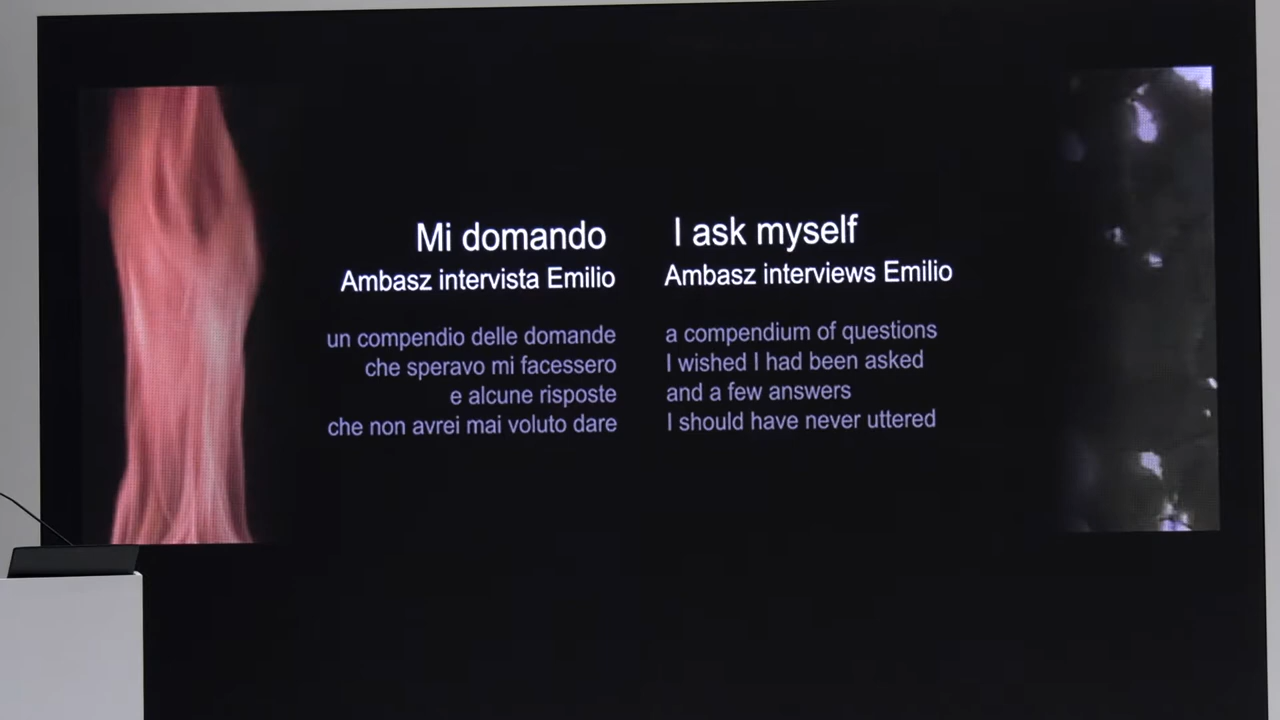 Mi domando
Ambasz intervista Emilio
un compendio delle domande
che speravo mi facessero
e alcune risposte
che non avrei mai voluto dare
I ask myself
Ambasz interviews Emilio
a compendium of questions
I wished I had been asked
and a few answers
I should have never uttered